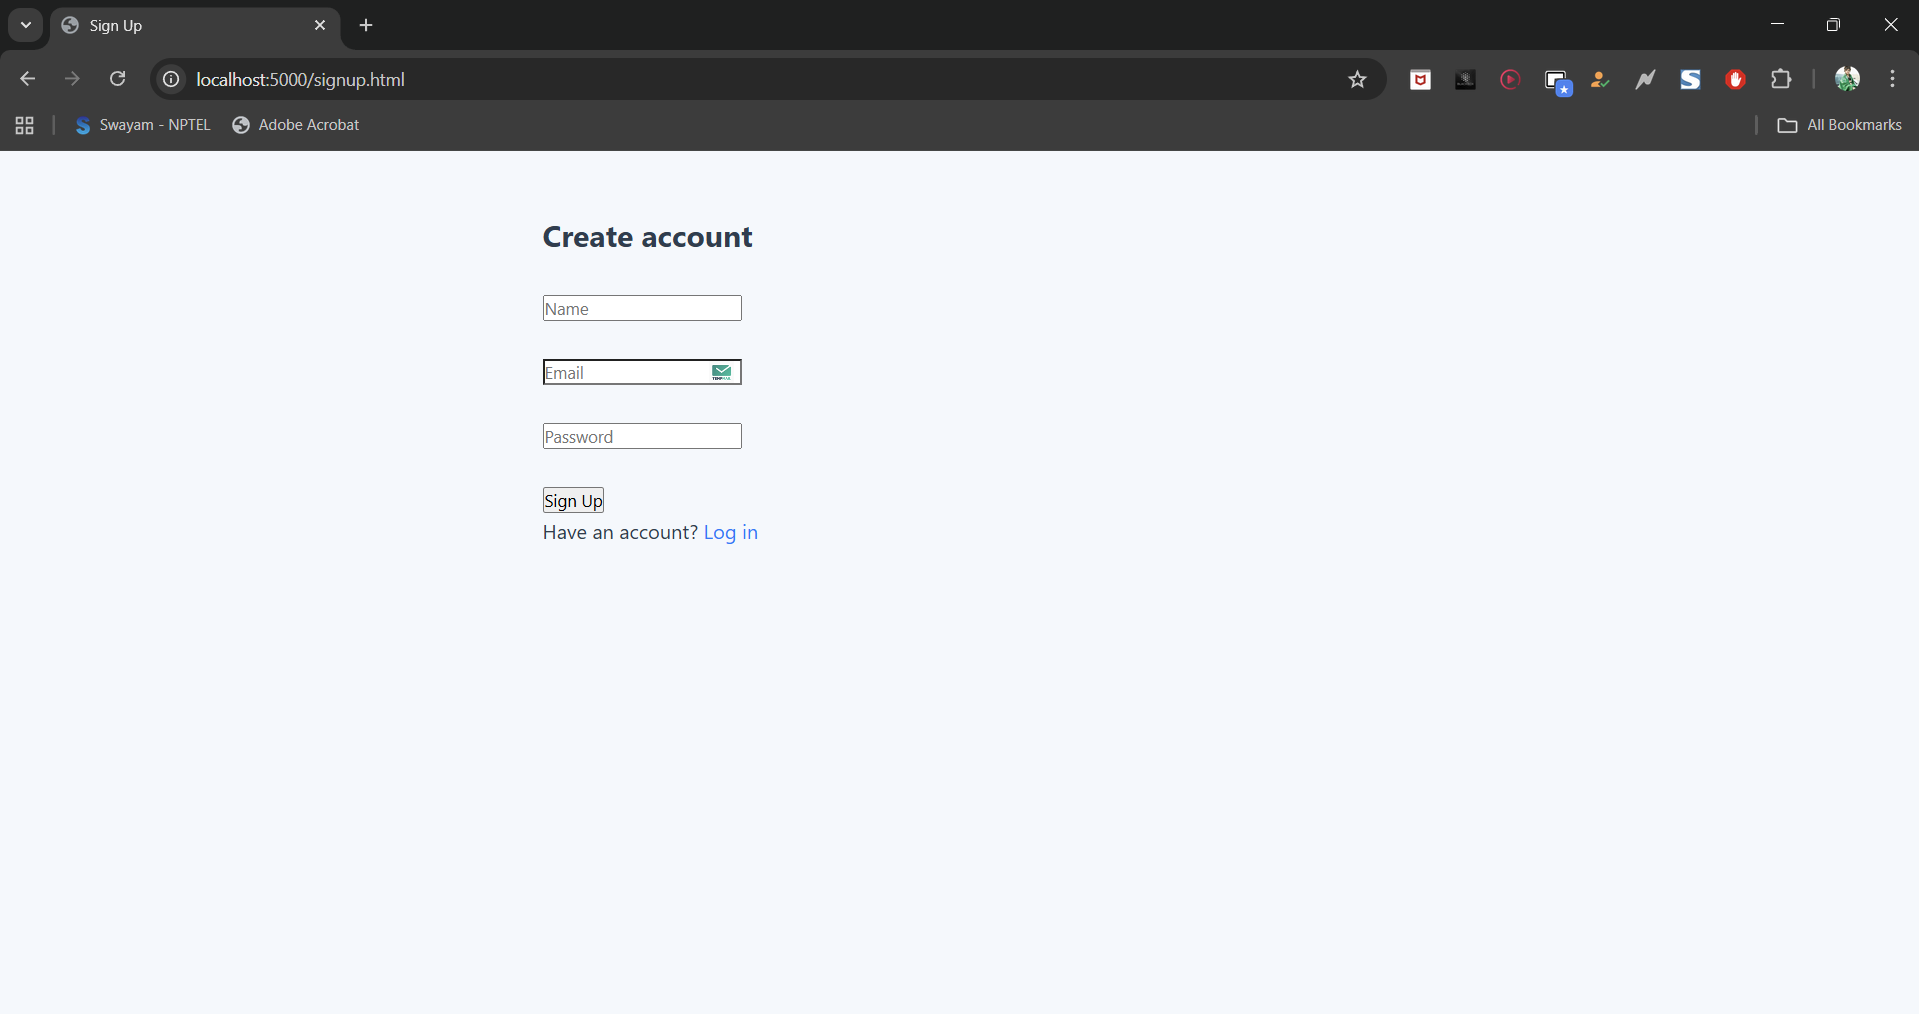 Sign Up
localhost:5000/signup.html
Swayam - NPTEL
Adobe Acrobat
All Bookmarks
Create account
Name
Email
Password
Sign Up
Have an account? Log in